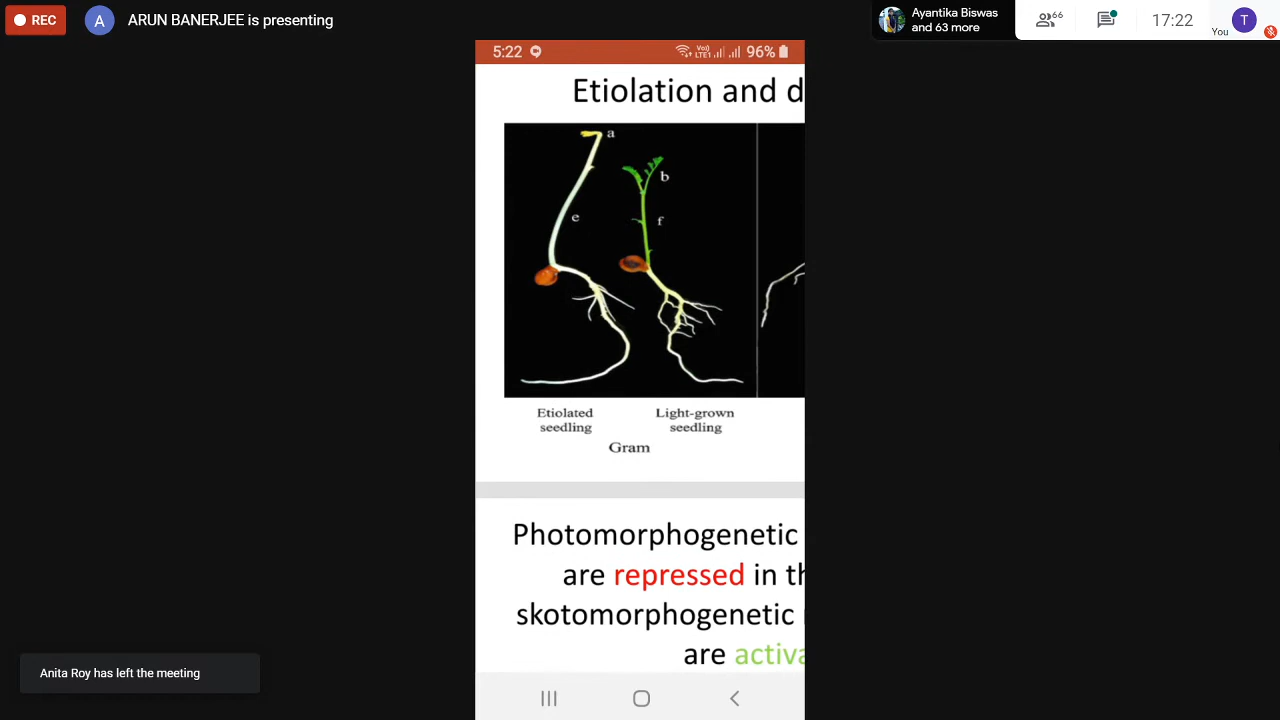 REC
A
ARUN BANERJEE is presenting
Ayantika Biswas
and 63 more
66
17:22
You
T
5:22
Vo)
LTE1
96%
Etiolation and d
a
b
e
f
Etiolated
seedling
Light-grown
seedling
Gram
Photomorphogenetic
are repressed in th
skotomorphogenetic
are activa
Anita Roy has left the meeting